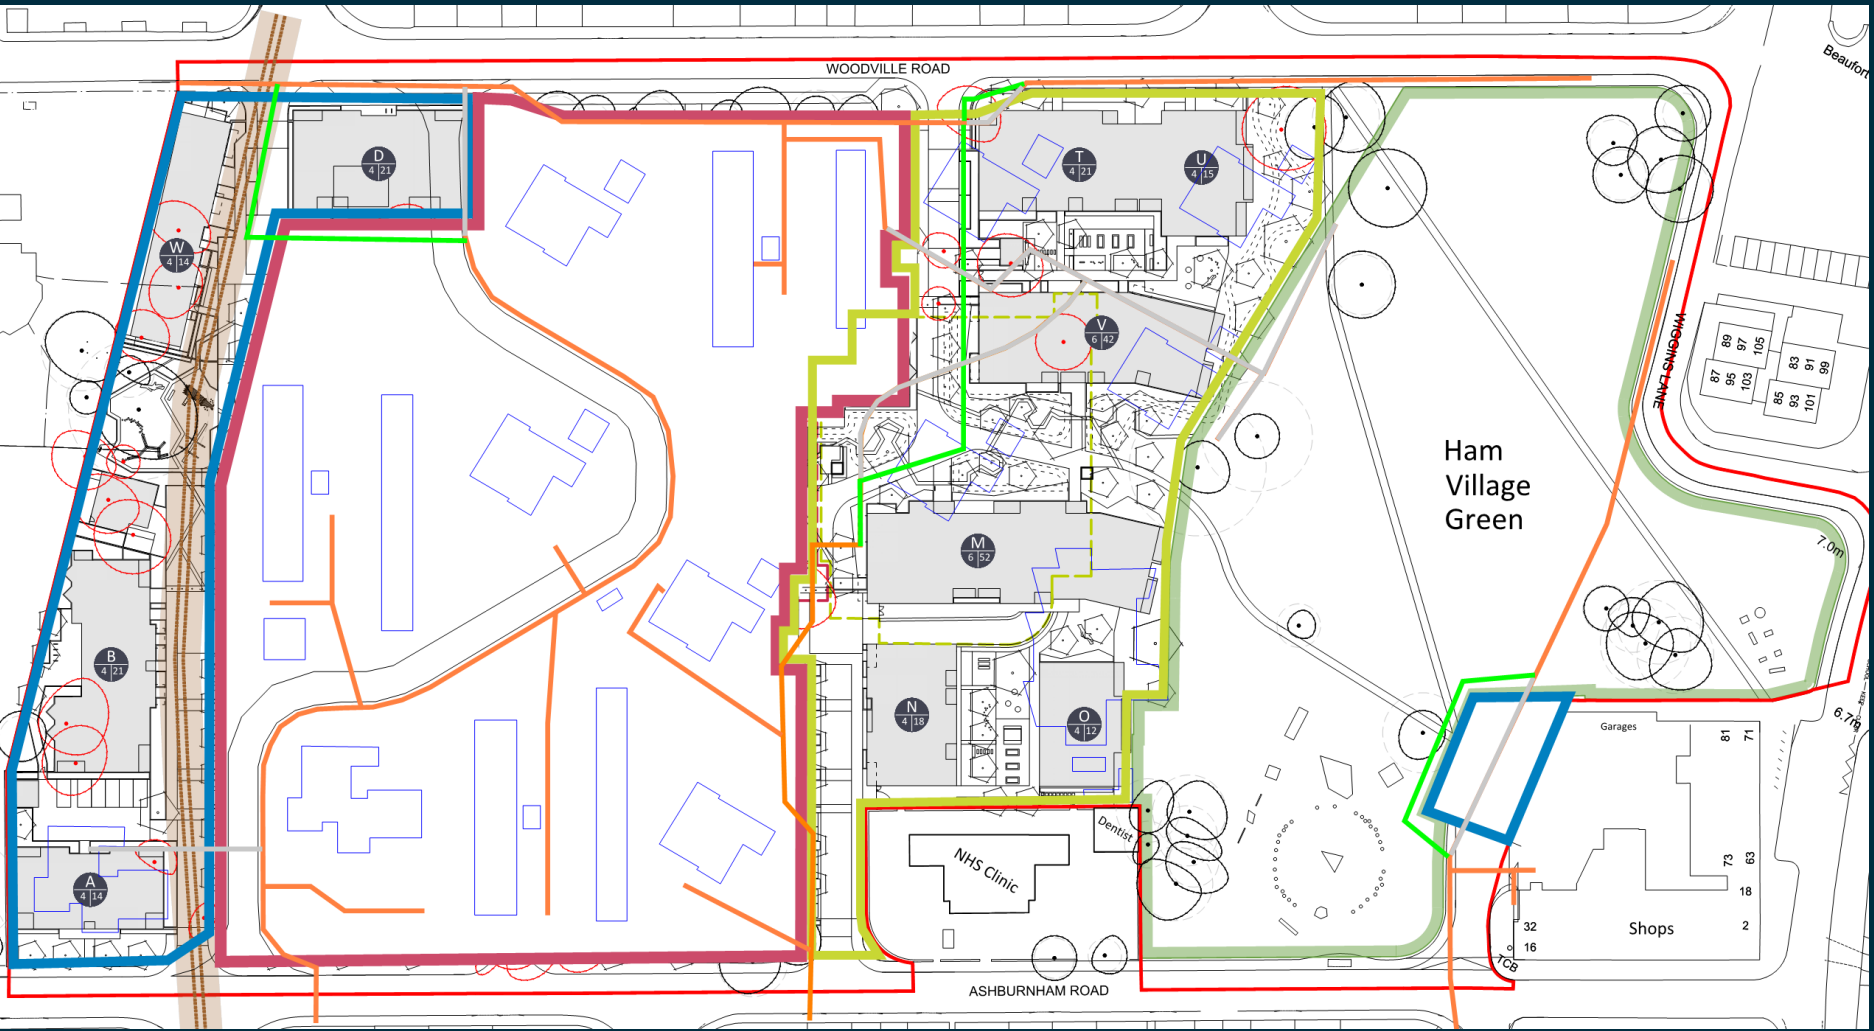 WOODVILLE ROAD
Beaufort
D
4 21
T
4 21
U
4 15
W
4 14
V
6 42
WIGGINS LANE
89
97
105
87
95
103
83
91
99
85
93
101
Ham
Village
Green
7.0m
M
6 52
B
4 21
N
4 18
O
4 12
6.7m
Garages
81
71
Dentist
NHS Clinic
A
4 14
73
63
18
Shops
2
32
16
TCB
ASHBURNHAM ROAD